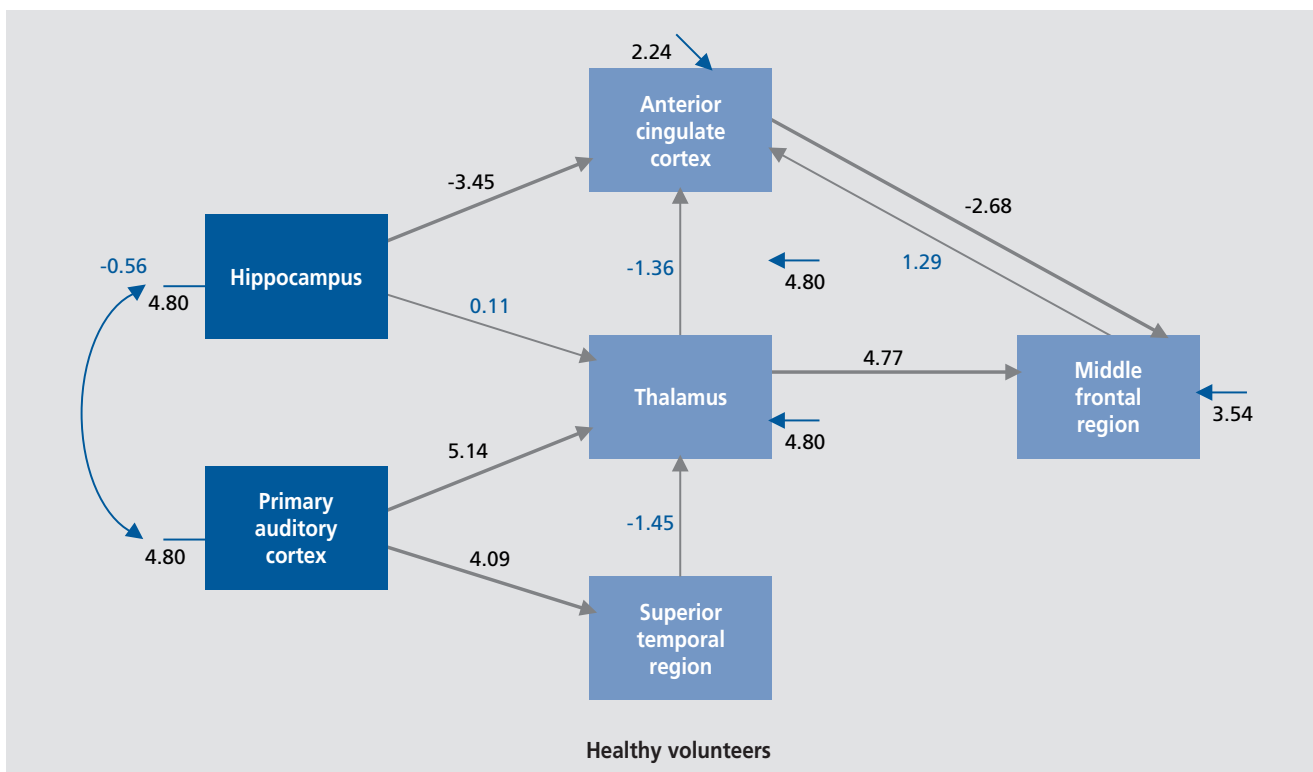 2.24
Anterior
cingulate
cortex
-3.45
-2.68
Hippocampus
-0.56
4.80
-1.36
4.80
1.29
0.11
4.77
Thalamus
Middle
frontal
region
3.54
4.80
5.14
Primary
auditory
cortex
4.80
-1.45
4.09
Superior
temporal
region
Healthy volunteers